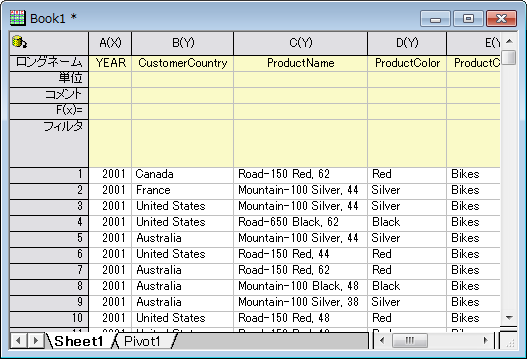 Book1 *
A(X) B(Y) C(Y) D(Y) E(Y)
ロングネーム YEAR CustomerCountry ProductName ProductColor ProductC
単位
コメント
F(x)=
フィルタ
1 2001 Canada Road-150 Red, 62 Red Bikes
2 2001 France Mountain-100 Silver, 44 Silver Bikes
3 2001 United States Mountain-100 Silver, 44 Silver Bikes
4 2001 United States Road-650 Black, 62 Black Bikes
5 2001 Australia Mountain-100 Silver, 44 Silver Bikes
6 2001 United States Road-150 Red, 44 Red Bikes
7 2001 Australia Road-150 Red, 62 Red Bikes
8 2001 Australia Mountain-100 Black, 48 Black Bikes
9 2001 Australia Mountain-100 Silver, 38 Silver Bikes
10 2001 United States Road-150 Red, 48 Red Bikes
Sheet1 Pivot1